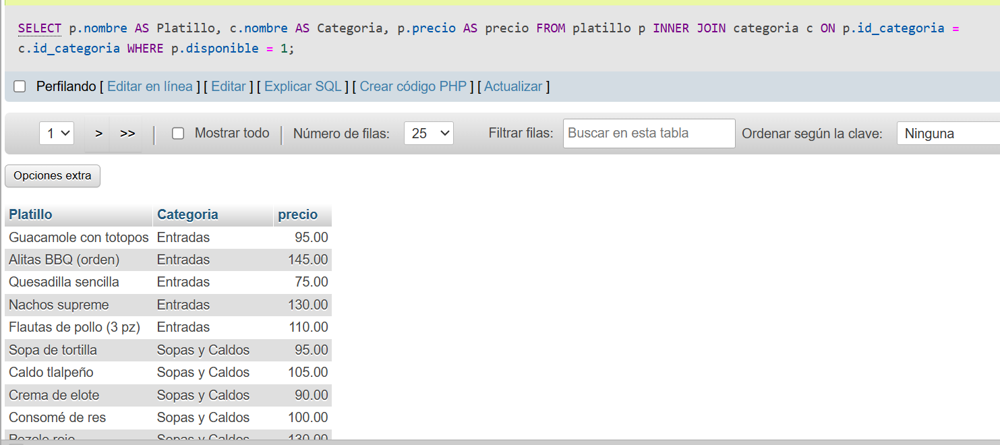 SELECT p.nombre AS Platillo, c.nombre AS Categoria, p.precio AS precio FROM platillo p INNER JOIN categoria c ON p.id_categoria =
c.id_categoria WHERE p.disponible = 1;
Perfilando [ Editar en línea ] [ Editar ] [ Explicar SQL ] [ Crear código PHP ] [ Actualizar ]
1 > >> Mostrar todo Número de filas: 25 Filtrar filas: Buscar en esta tabla Ordenar según la clave: Ninguna
Opciones extra
Platillo Categoria precio
Guacamole con totopos Entradas 95.00
Alitas BBQ (orden) Entradas 145.00
Quesadilla sencilla Entradas 75.00
Nachos supreme Entradas 130.00
Flautas de pollo (3 pz) Entradas 110.00
Sopa de tortilla Sopas y Caldos 95.00
Caldo tlalpeño Sopas y Caldos 105.00
Crema de elote Sopas y Caldos 90.00
Consomé de res Sopas y Caldos 100.00
Pozole rojo Sopas y Caldos 130.00